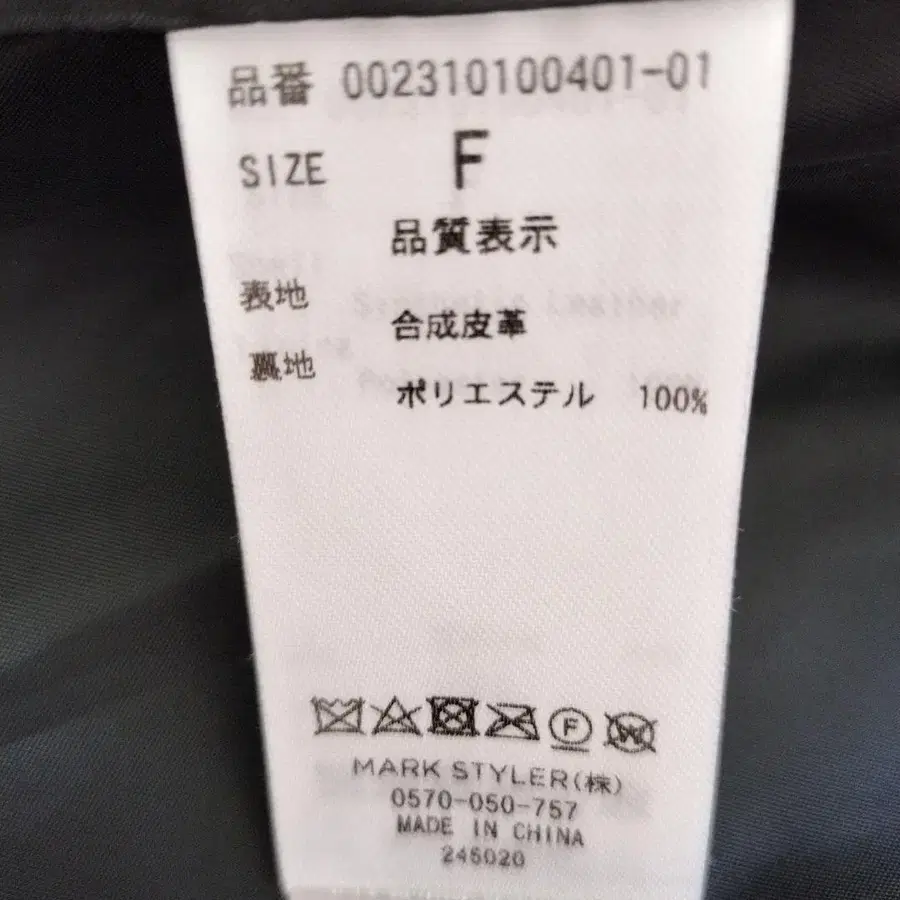 品番 002310100401-01
SIZE F
品質表示
表地
合成皮革
裏地
ポリエステル 100%
F
W
MARK STYLER(株)
0570-050-757
MADE IN CHINA
245020